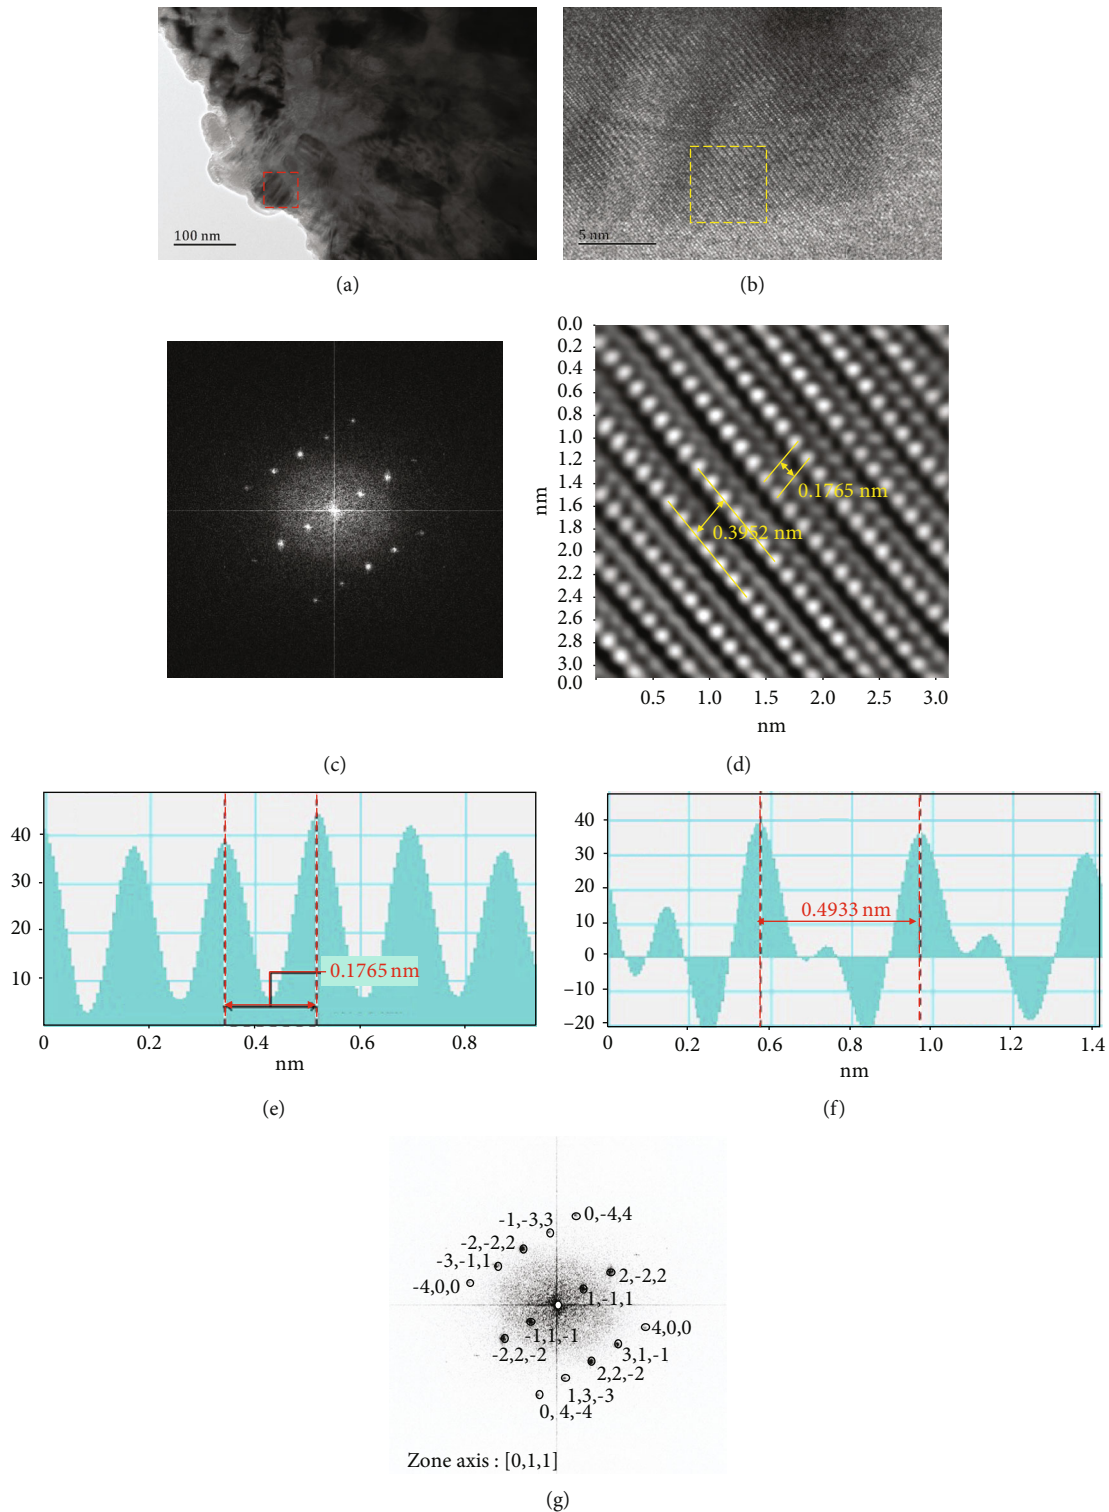 100 nm
5 nm
(a)
(b)
0.0
0.2
0.4
0.6
0.8
1.0
1.2
1.4
1.6
1.8
2.0
2.2
2.4
2.6
2.8
3.0
0.0
nm
0.1765 nm
0.3952 nm
0.5 1.0 1.5 2.0 2.5 3.0
nm
(c)
(d)
40
30
20
10
0.1765 nm
0 0.2 0.4 0.6 0.8
nm
(e)
40
30
20
10
0
−10
−20
0.4933 nm
0 0.2 0.4 0.6 0.8 1.0 1.2 1.4
nm
(f)
0,-4,4
-1,-3,3
-2,-2,2
-3,-1,1
-4,0,0
2,-2,2
1,-1,1
4,0,0
-1,1,-1
-2,2,-2
3,1,-1
2,2,-2
1,3,-3
0, 4,-4
Zone axis : [0,1,1]
(g)